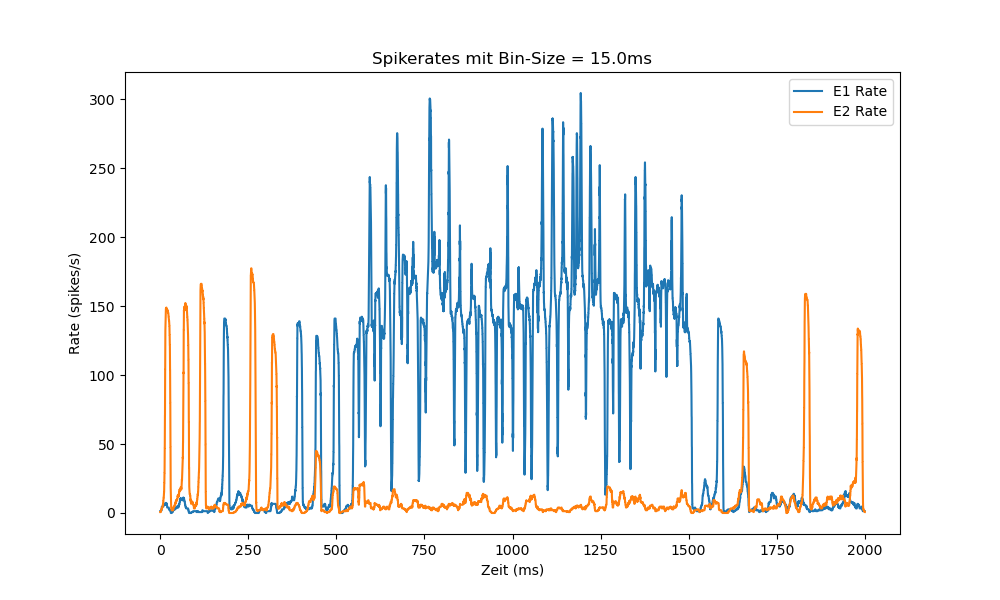 Spikerates mit Bin-Size = 15.0ms
E1 Rate
E2 Rate
300
250
200
150
100
50
0
Rate (spikes/s)
0 250 500 750 1000 1250 1500 1750 2000
Zeit (ms)